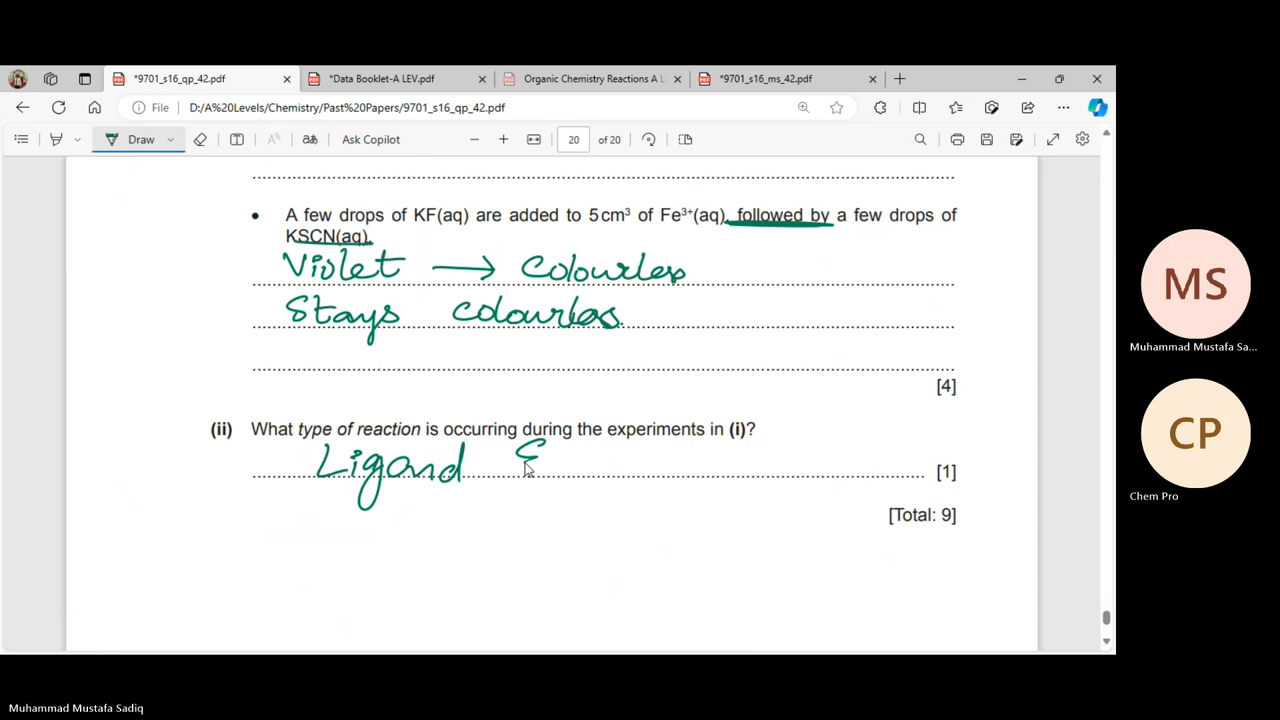 *9701_s16_qp_42.pdf
*Data Booklet-A LEV.pdf
Organic Chemistry Reactions A L
*9701_s16_ms_42.pdf
File
D:/A%20Levels/Chemistry/Past%20Papers/9701_s16_qp_42.pdf
Draw
Ask Copilot
20 of 20
• A few drops of KF(aq) are added to 5 cm³ of Fe³⁺(aq), followed by a few drops of
KSCN(aq).
Violet → Colourless
Stays colourless.
[4]
(ii) What type of reaction is occurring during the experiments in (i)?
Ligand E
[1]
[Total: 9]
MS
Muhammad Mustafa Sa...
CP
Chem Pro
Muhammad Mustafa Sadiq